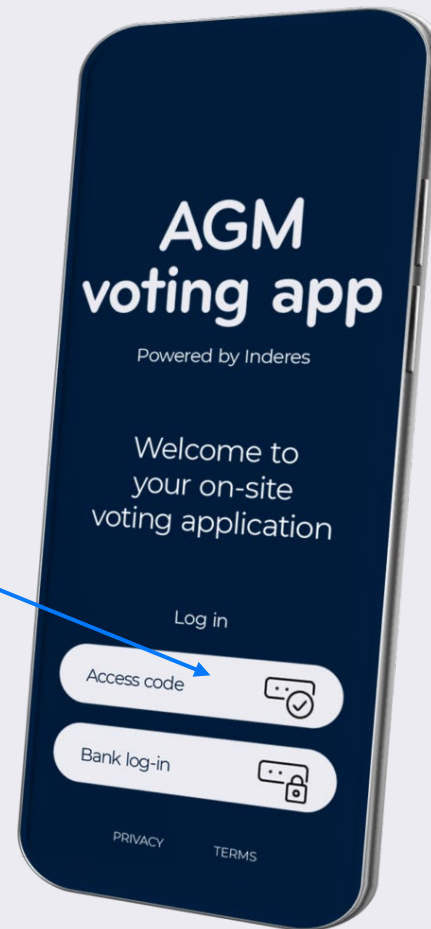 AGM
voting app
Powered by Inderes
Welcome to
your on-site
voting application
Log in
Access code
Bank log-in
PRIVACY
TERMS